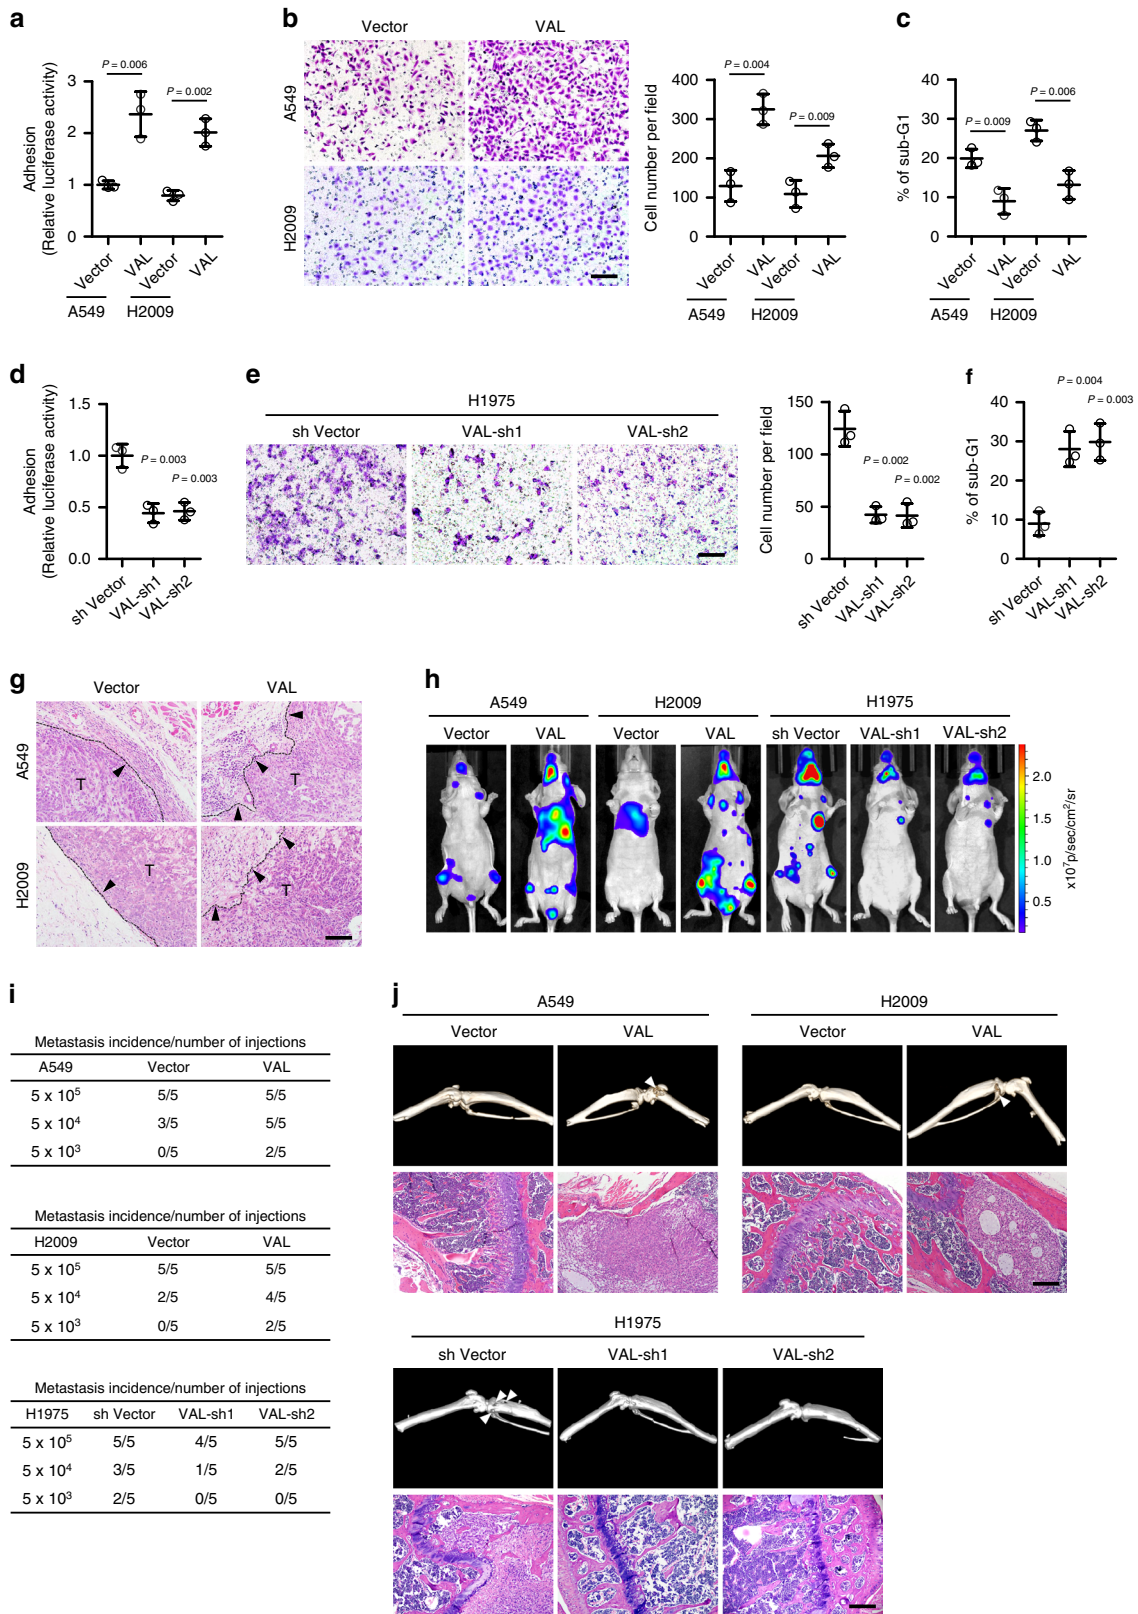 a
Adhesion
(Relative luciferase activity)
3
2
1
0
P = 0.006
P = 0.002
Vector
VAL
Vector
VAL
A549
H2009
b
Vector
VAL
A549
H2009
Cell number per field
400
300
200
100
0
P = 0.004
P = 0.009
Vector
VAL
Vector
VAL
A549
H2009
c
% of sub-G1
40
30
20
10
0
P = 0.009
P = 0.006
Vector
VAL
Vector
VAL
A549
H2009
d
Adhesion
(Relative luciferase activity)
1.5
1.0
0.5
0.0
P = 0.003
P = 0.003
sh Vector
VAL-sh1
VAL-sh2
e
H1975
sh Vector
VAL-sh1
VAL-sh2
Cell number per field
150
100
50
0
P = 0.002
P = 0.002
sh Vector
VAL-sh1
VAL-sh2
f
% of sub-G1
40
30
20
10
0
P = 0.004
P = 0.003
sh Vector
VAL-sh1
VAL-sh2
g
Vector
VAL
A549
T
T
H2009
T
T
h
A549
H2009
H1975
Vector
VAL
Vector
VAL
sh Vector
VAL-sh1
VAL-sh2
2.0
1.5
1.0
0.5
x10⁷p/sec/cm²/sr
i
Metastasis incidence/number of injections
A549 Vector VAL
5 x 10⁵ 5/5 5/5
5 x 10⁴ 3/5 5/5
5 x 10³ 0/5 2/5
Metastasis incidence/number of injections
H2009 Vector VAL
5 x 10⁵ 5/5 5/5
5 x 10⁴ 2/5 4/5
5 x 10³ 0/5 2/5
Metastasis incidence/number of injections
H1975 sh Vector VAL-sh1 VAL-sh2
5 x 10⁵ 5/5 4/5 5/5
5 x 10⁴ 3/5 1/5 2/5
5 x 10³ 2/5 0/5 0/5
j
A549
H2009
Vector
VAL
Vector
VAL
H1975
sh Vector
VAL-sh1
VAL-sh2